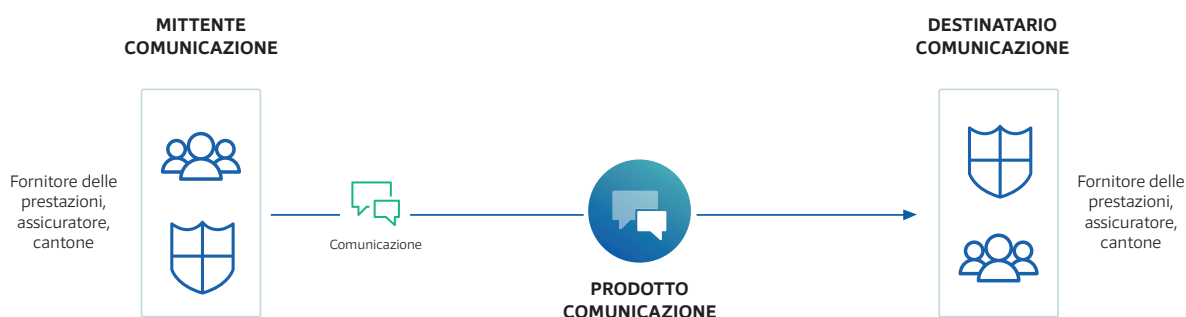 MITTENTE
COMUNICAZIONE
DESTINATARIO
COMUNICAZIONE
Fornitore delle
prestazioni,
assicuratore,
cantone
Comunicazione
PRODOTTO
COMUNICAZIONE
Fornitore delle
prestazioni,
assicuratore,
cantone